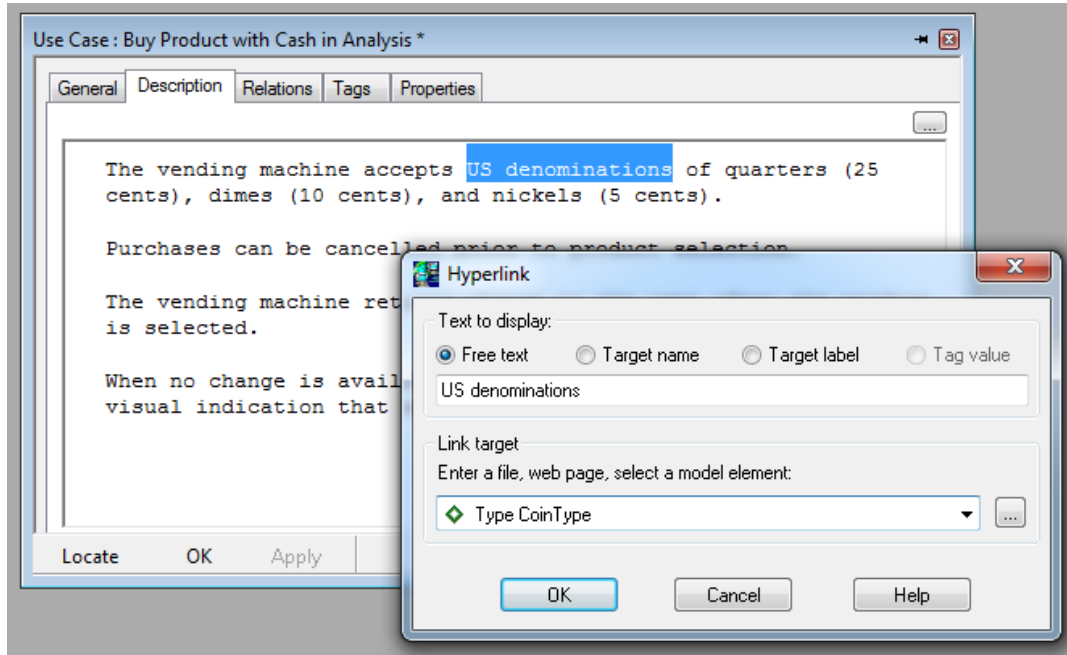 Use Case : Buy Product with Cash in Analysis *
General Description Relations Tags Properties
...
The vending machine accepts US denominations of quarters (25
cents), dimes (10 cents), and nickels (5 cents).
Purchases can be cancelled prior to product selection.
The vending machine ret
is selected.
When no change is avail
visual indication that
Locate OK Apply
Hyperlink
Text to display:
Free text Target name Target label Tag value
US denominations
Link target
Enter a file, web page, select a model element:
Type CoinType
...
OK Cancel Help